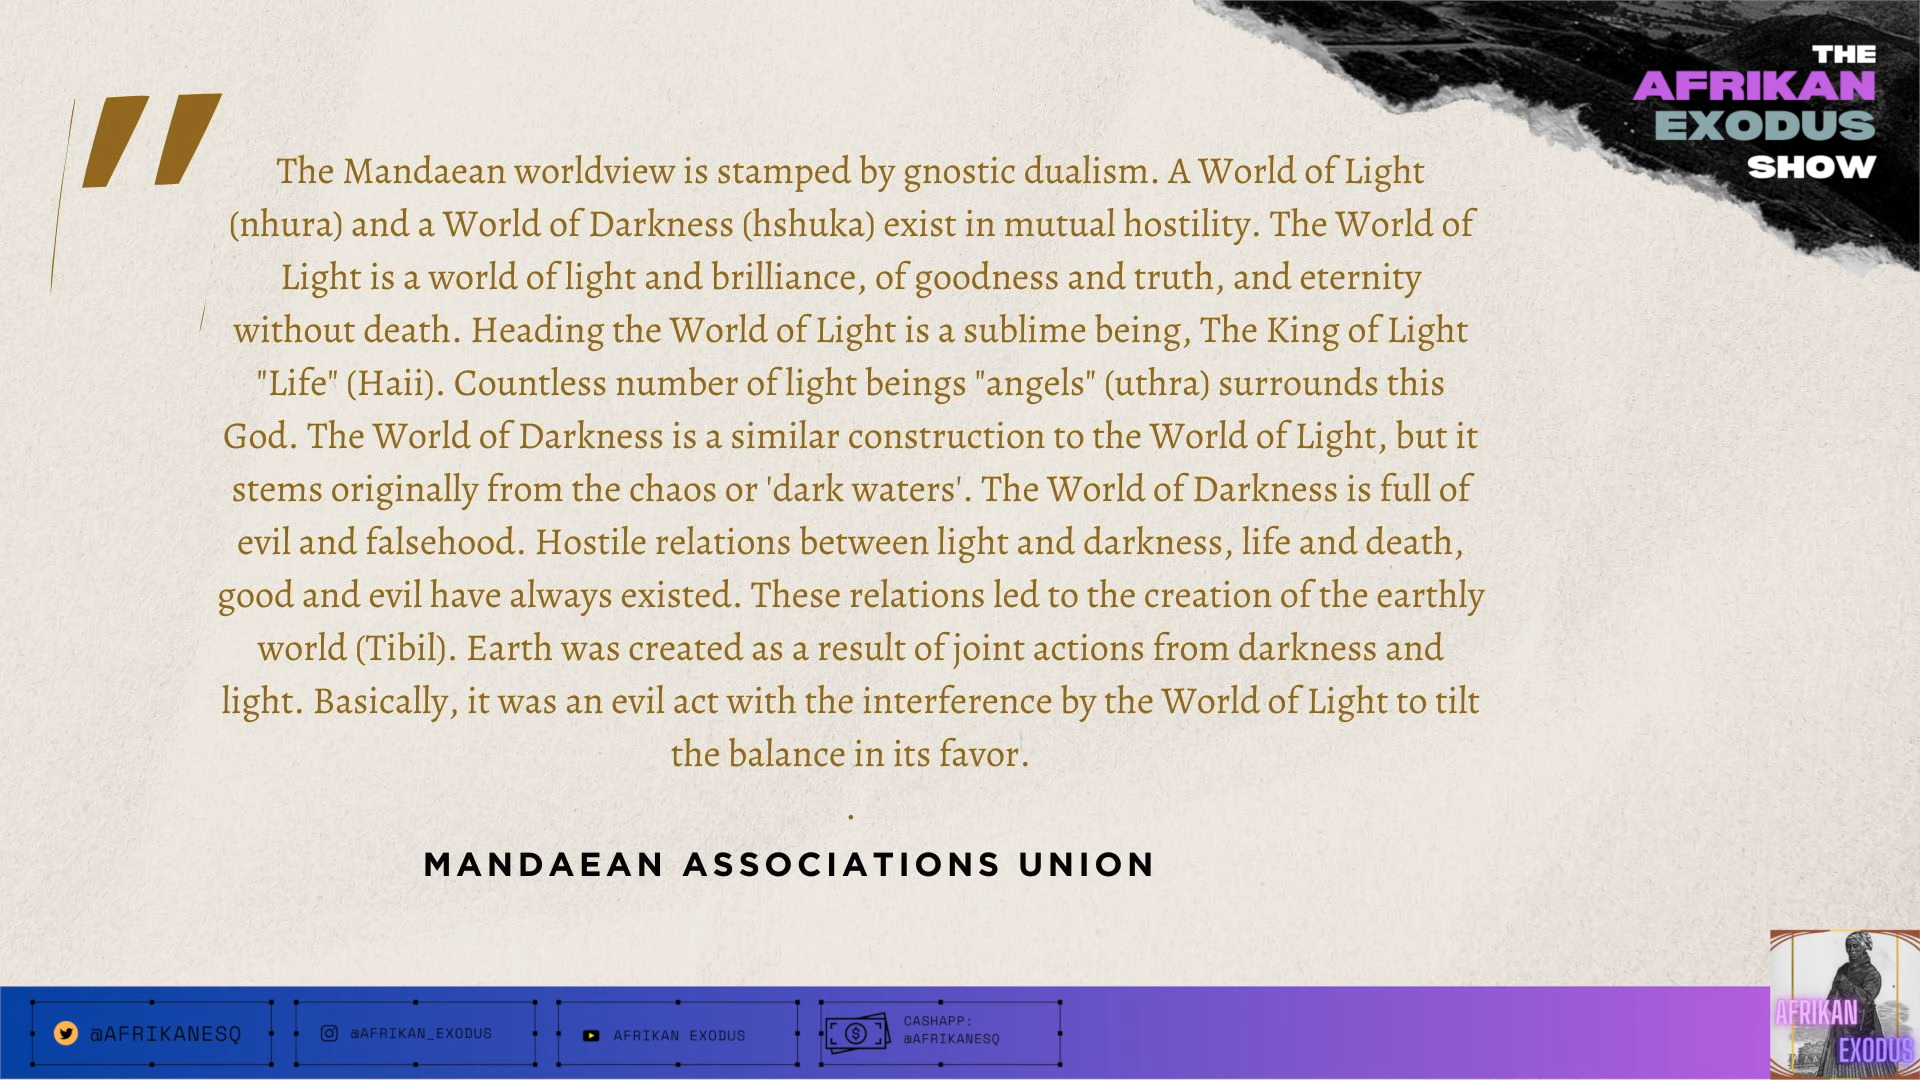 THE
AFRIKAN
EXODUS
SHOW
"
The Mandaean worldview is stamped by gnostic dualism. A World of Light
(nhura) and a World of Darkness (hshuka) exist in mutual hostility. The World of
Light is a world of light and brilliance, of goodness and truth, and eternity
without death. Heading the World of Light is a sublime being, The King of Light
"Life" (Haii). Countless number of light beings "angels" (uthra) surrounds this
God. The World of Darkness is a similar construction to the World of Light, but it
stems originally from the chaos or 'dark waters'. The World of Darkness is full of
evil and falsehood. Hostile relations between light and darkness, life and death,
good and evil have always existed. These relations led to the creation of the earthly
world (Tibil). Earth was created as a result of joint actions from darkness and
light. Basically, it was an evil act with the interference by the World of Light to tilt
the balance in its favor.
.
MANDAEAN ASSOCIATIONS UNION
@AFRIKANESQ
@AFRIKAN_EXODUS
AFRIKAN EXODUS
CASHAPP:
@AFRIKANESQ
AFRIKAN
EXODUS